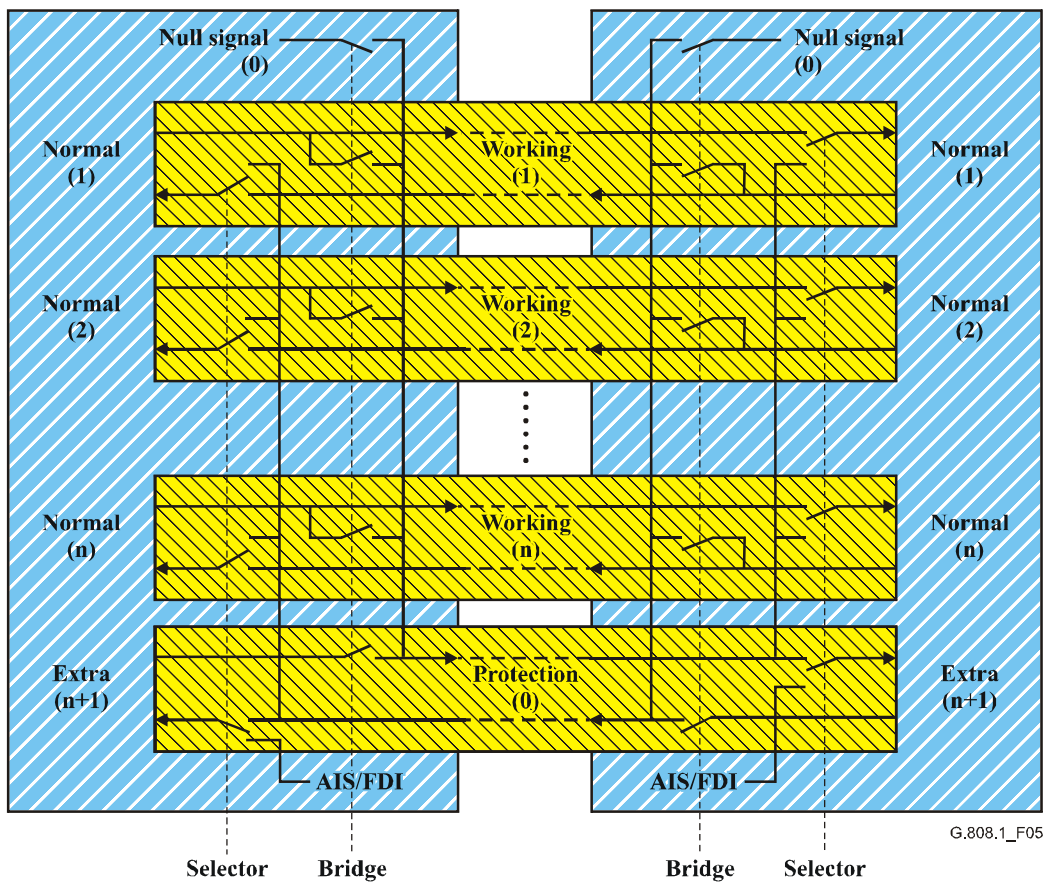 Null signal
(0)
Null signal
(0)
Normal
(1)
Working
(1)
Normal
(1)
Normal
(2)
Working
(2)
Normal
(2)
Normal
(n)
Working
(n)
Normal
(n)
Extra
(n+1)
Protection
(0)
Extra
(n+1)
AIS/FDI
AIS/FDI
G.808.1_F05
Selector
Bridge
Bridge
Selector